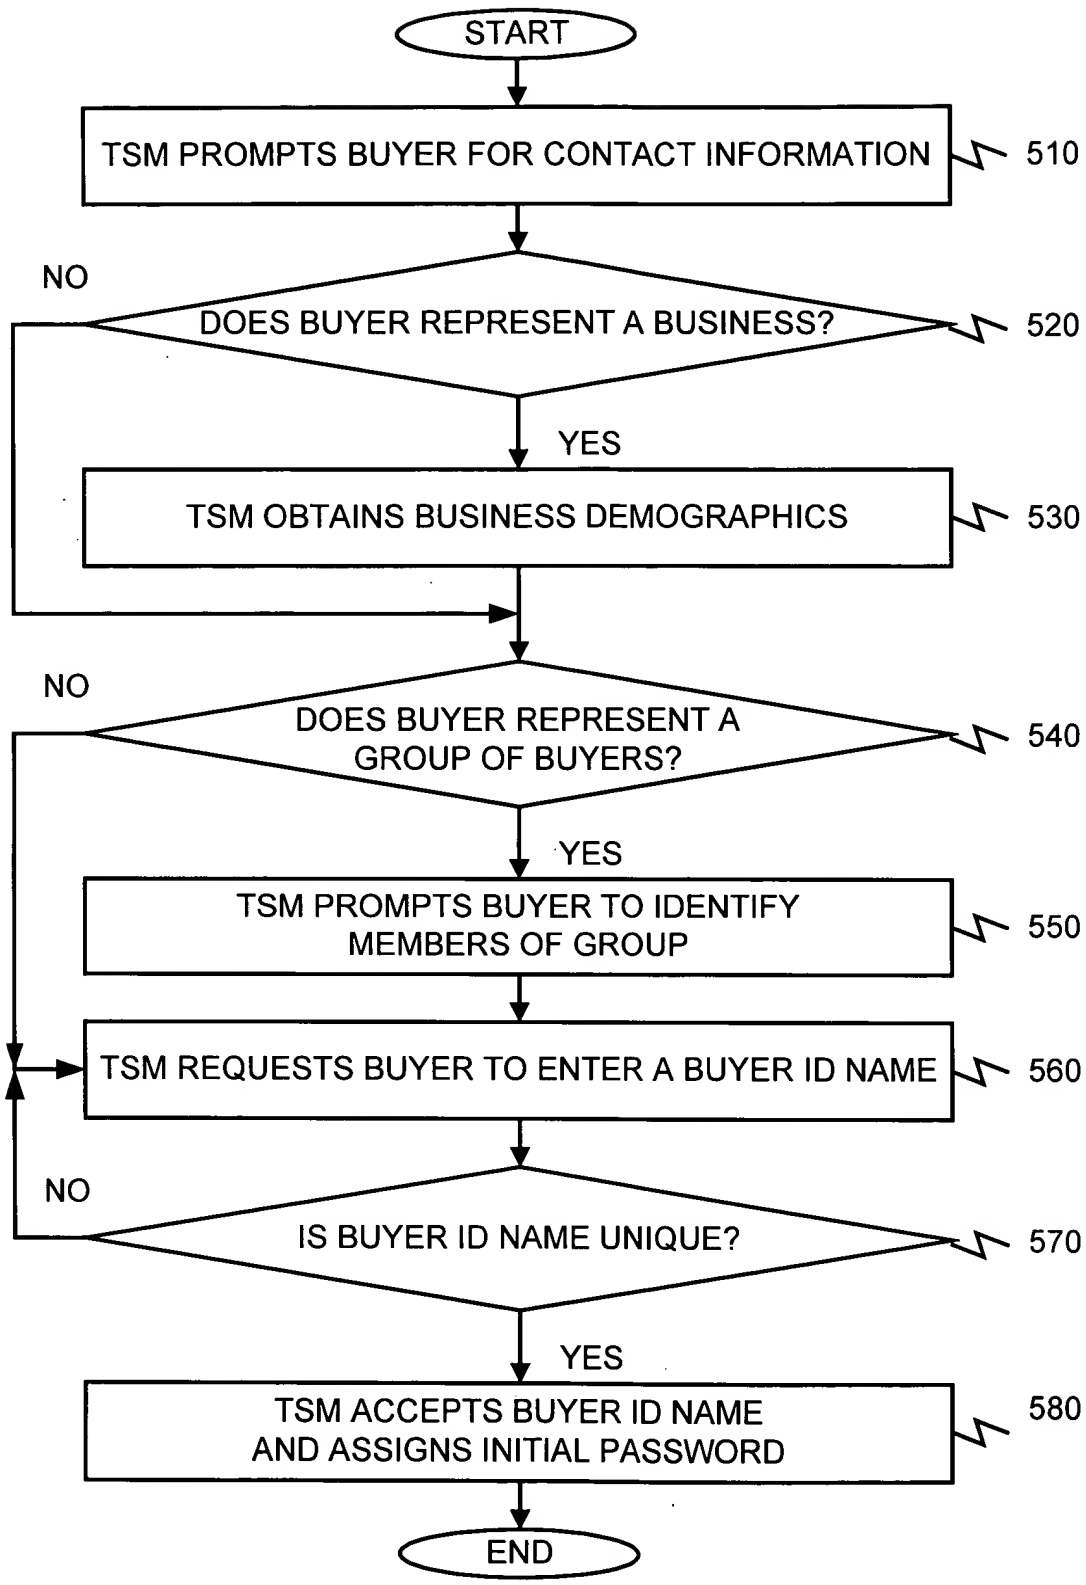 START
TSM PROMPTS BUYER FOR CONTACT INFORMATION
510
NO
DOES BUYER REPRESENT A BUSINESS?
520
YES
TSM OBTAINS BUSINESS DEMOGRAPHICS
530
NO
DOES BUYER REPRESENT A
GROUP OF BUYERS?
540
YES
TSM PROMPTS BUYER TO IDENTIFY
MEMBERS OF GROUP
550
TSM REQUESTS BUYER TO ENTER A BUYER ID NAME
560
NO
IS BUYER ID NAME UNIQUE?
570
YES
TSM ACCEPTS BUYER ID NAME
AND ASSIGNS INITIAL PASSWORD
580
END